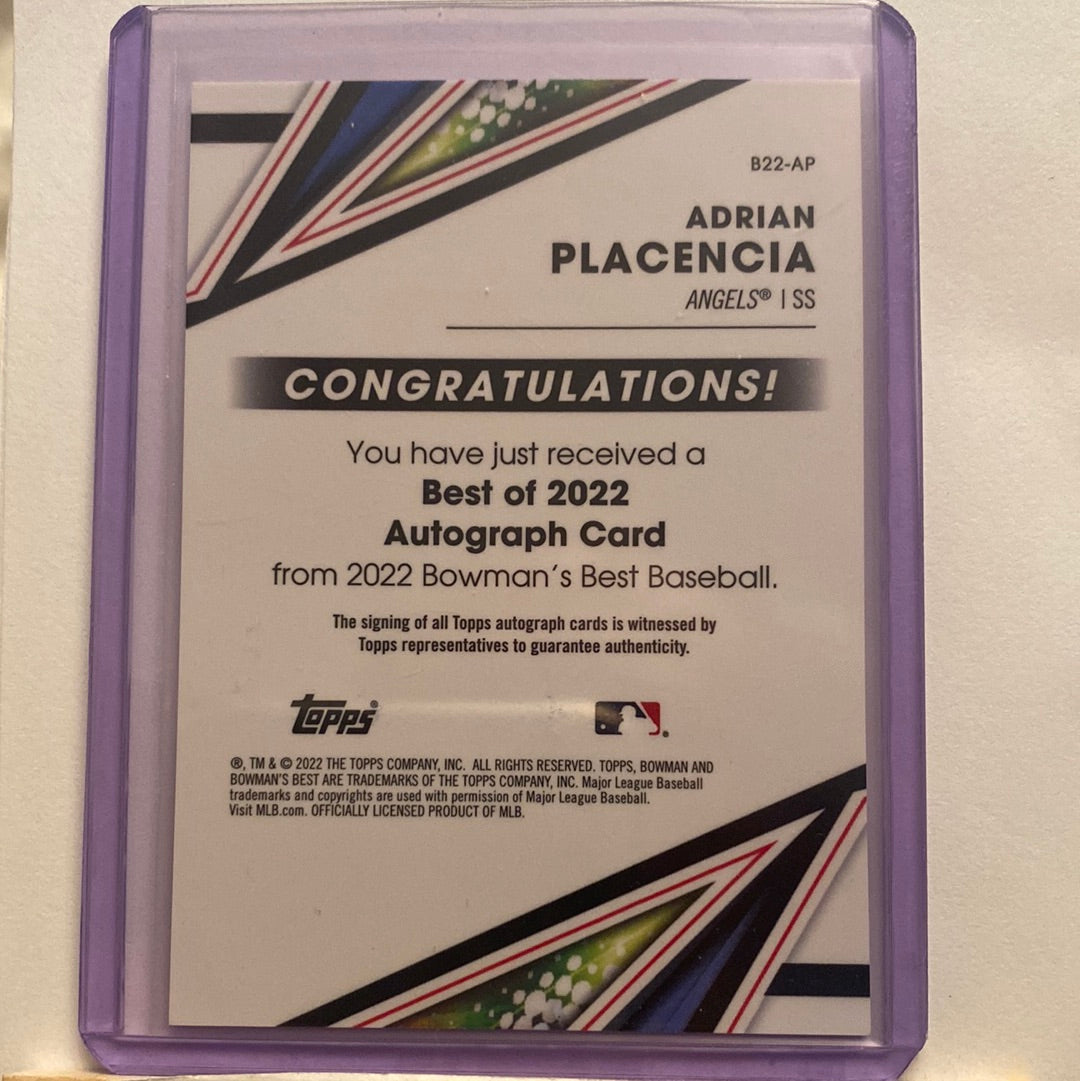 B22-AP
ADRIAN
PLACENCIA
ANGELS® | SS
CONGRATULATIONS!
You have just received a
Best of 2022
Autograph Card
from 2022 Bowman's Best Baseball.
The signing of all Topps autograph cards is witnessed by
Topps representatives to guarantee authenticity.
topps®
®, TM & © 2022 THE TOPPS COMPANY, INC. ALL RIGHTS RESERVED. TOPPS, BOWMAN AND
BOWMAN'S BEST ARE TRADEMARKS OF THE TOPPS COMPANY, INC. Major League Baseball
trademarks and copyrights are used with permission of Major League Baseball.
Visit MLB.com. OFFICIALLY LICENSED PRODUCT OF MLB.